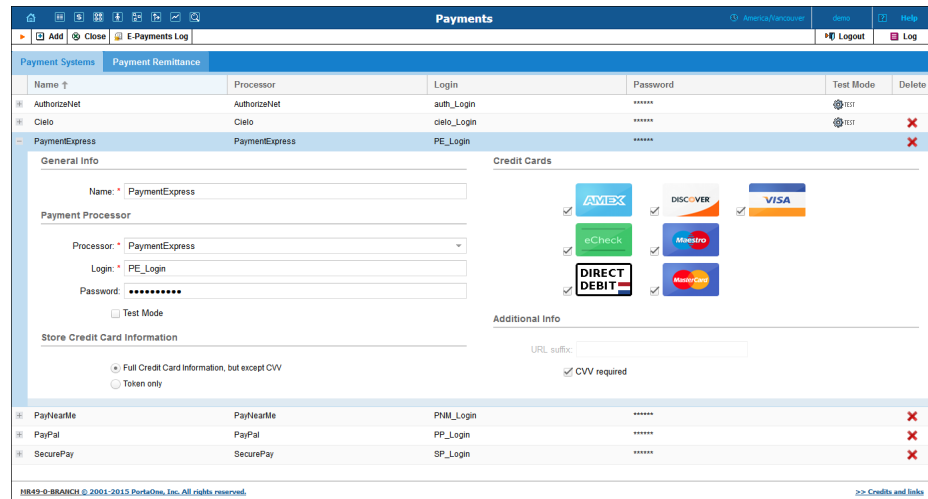 Payments
America/Vancouver
demo
Help
Add
Close
E-Payments Log
Logout
Log
Payment Systems
Payment Remittance
Name Processor Login Password Test Mode Delete
AuthorizeNet AuthorizeNet auth_Login ****** TEST
Cielo Cielo cielo_Login ****** TEST
PaymentExpress PaymentExpress PE_Login
General Info
Name: * PaymentExpress
Payment Processor
Processor: * PaymentExpress
Login: * PE_Login
Password: ••••••••••
Test Mode
Store Credit Card Information
Full Credit Card Information, but except CVV
Token only
Credit Cards
AMEX
DISCOVER
VISA
eCheck
Maestro
DIRECT
DEBIT
MasterCard
Additional Info
URL suffix:
CVV required
PayNearMe PayNearMe PNM_Login ******
PayPal PayPal PP_Login ******
SecurePay SecurePay SP_Login ******
MR49-0-BRANCH © 2001-2015 PortaOne, Inc. All rights reserved.
>> Credits and links